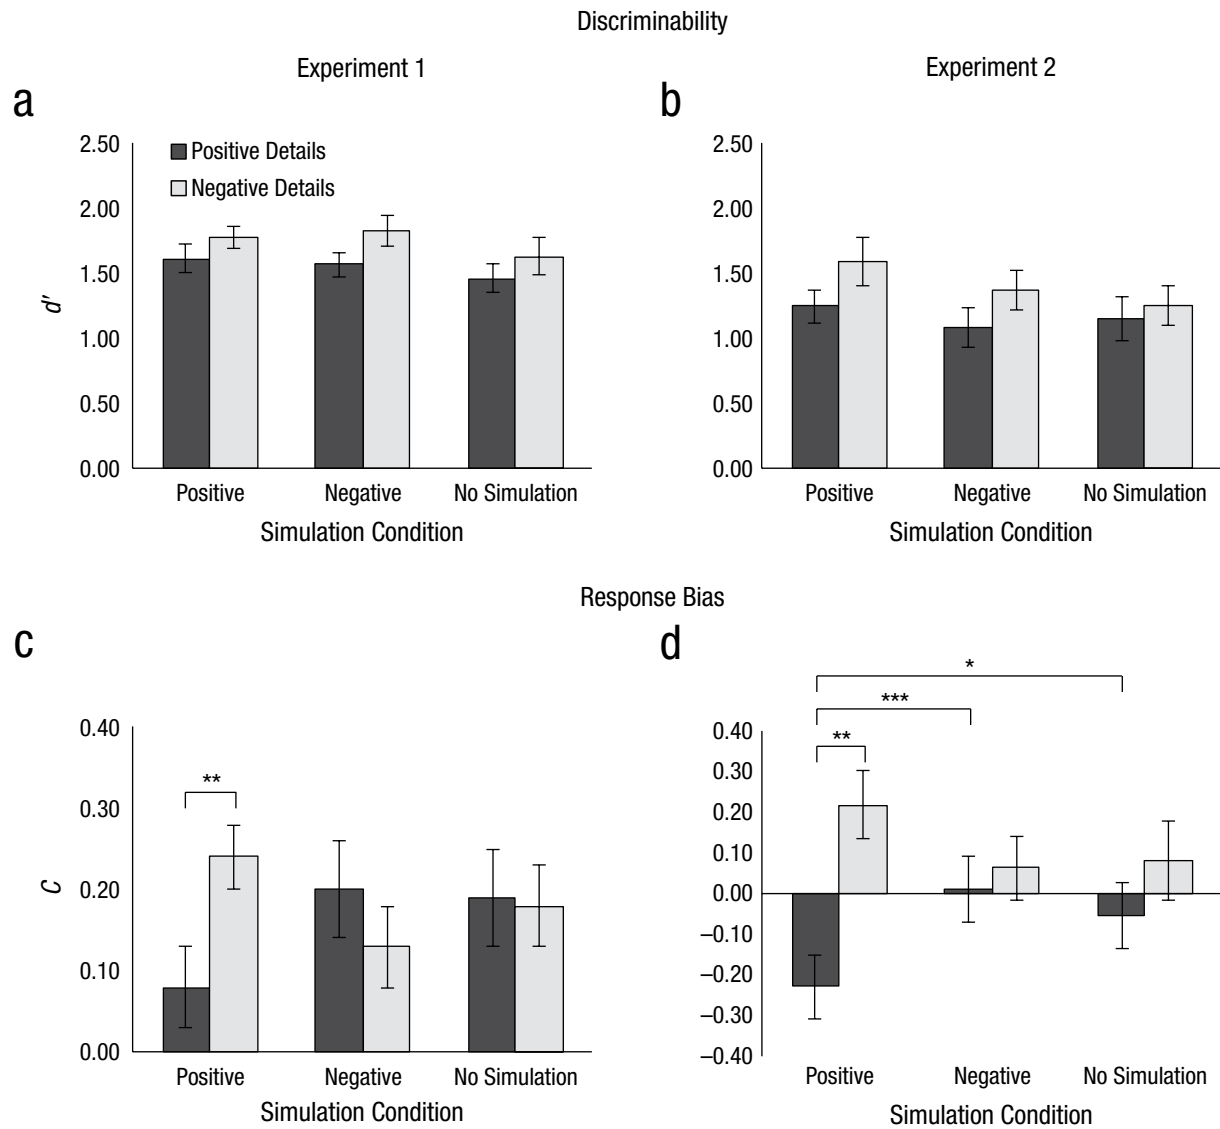 Discriminability
Experiment 1
Experiment 2
a
b
2.50
2.00
1.50
1.00
0.50
0.00
d′
Positive Details
Negative Details
Positive
Negative
No Simulation
Simulation Condition
2.50
2.00
1.50
1.00
0.50
0.00
Positive
Negative
No Simulation
Simulation Condition
Response Bias
c
d
0.40
0.30
0.20
0.10
0.00
C
**
Positive
Negative
No Simulation
Simulation Condition
*
***
**
0.40
0.30
0.20
0.10
0.00
–0.10
–0.20
–0.30
–0.40
Positive
Negative
No Simulation
Simulation Condition